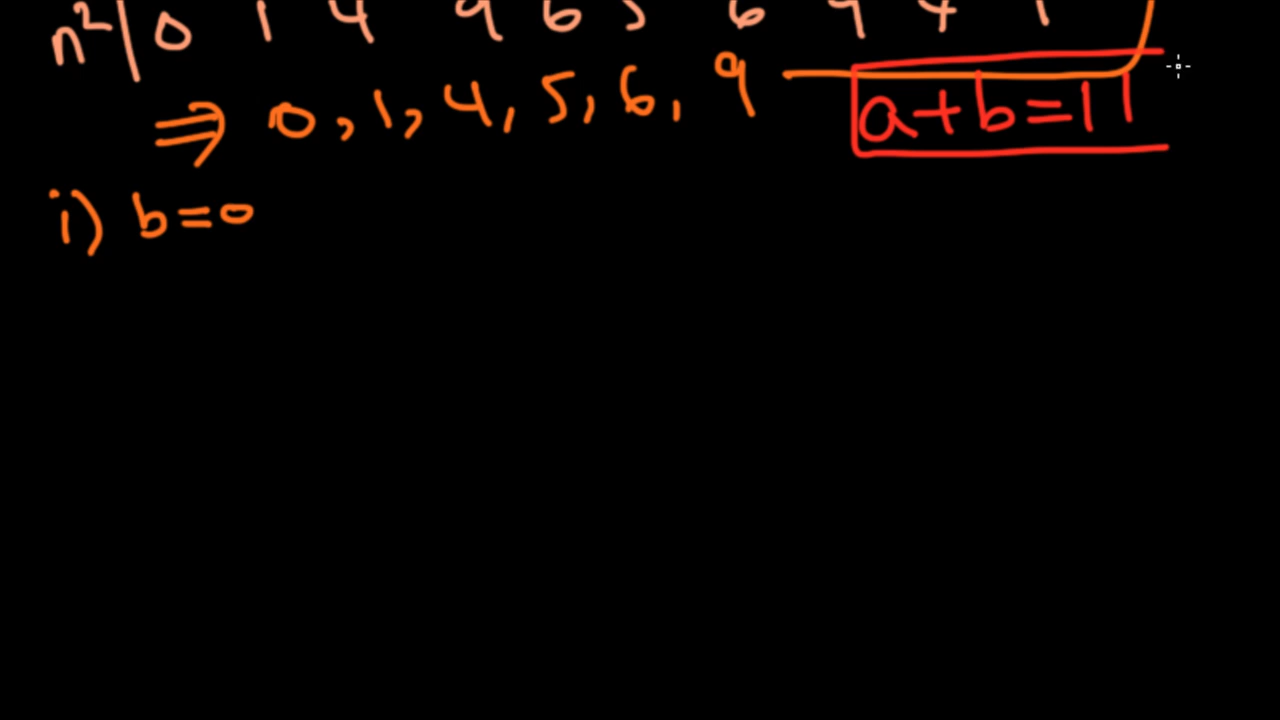 n² | 0 1 4 9 6 5 6 9 4 1
⇒ 0, 1, 4, 5, 6, 9
a+b=11
i) b=0